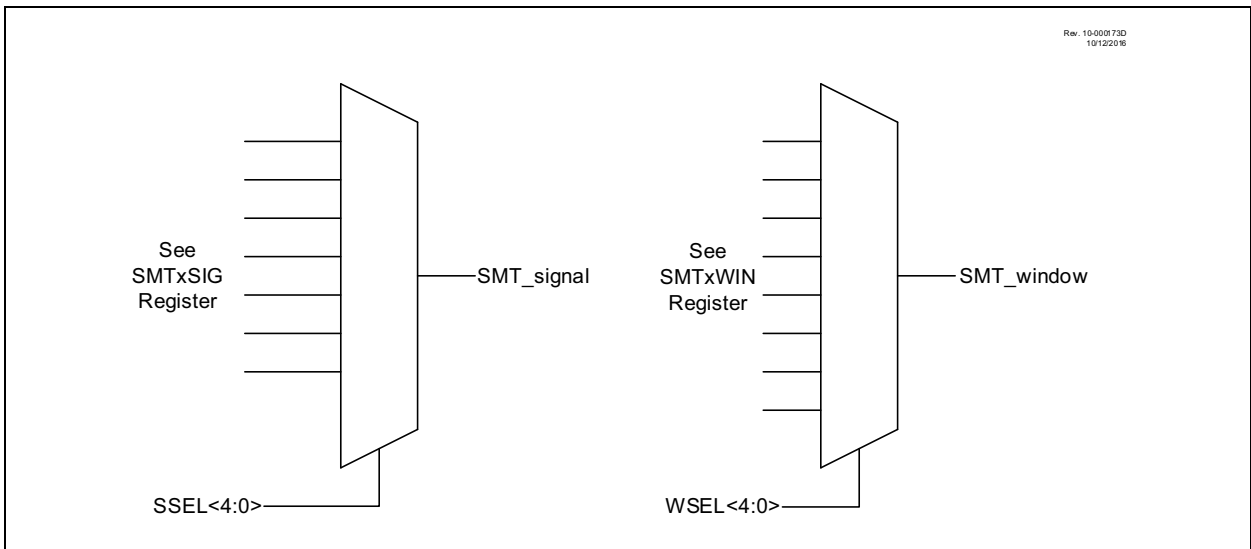 Rev. 10-000173D
10/12/2016
See
SMTxSIG
Register
SMT_signal
SSEL<4:0>
See
SMTxWIN
Register
SMT_window
WSEL<4:0>